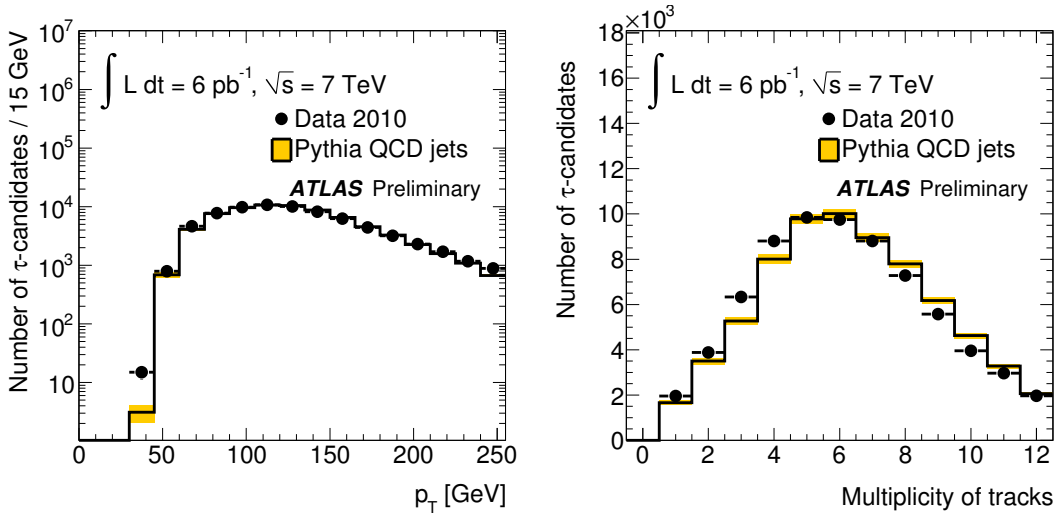 Number of τ-candidates / 15 GeV
10⁷
10⁶
10⁵
10⁴
10³
10²
10
∫ L dt = 6 pb⁻¹, √s = 7 TeV
Data 2010
Pythia QCD jets
ATLAS Preliminary
0 50 100 150 200 250
p_T [GeV]
Number of τ-candidates
×10³
18
16
14
12
10
8
6
4
2
0
∫ L dt = 6 pb⁻¹, √s = 7 TeV
Data 2010
Pythia QCD jets
ATLAS Preliminary
0 2 4 6 8 10 12
Multiplicity of tracks